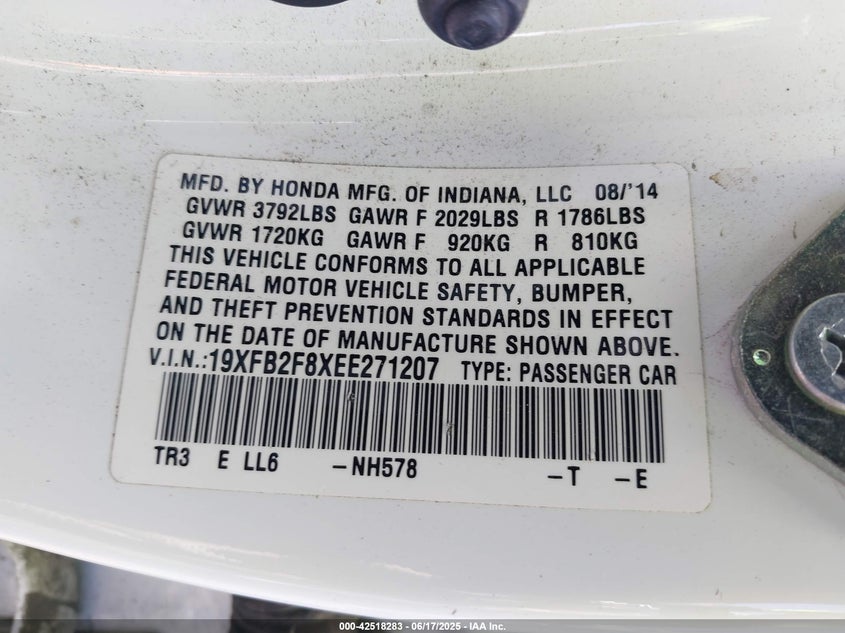 MFD. BY HONDA MFG. OF INDIANA, LLC 08/'14
GVWR 3792LBS GAWR F 2029LBS R 1786LBS
GVWR 1720KG GAWR F 920KG R 810KG
THIS VEHICLE CONFORMS TO ALL APPLICABLE
FEDERAL MOTOR VEHICLE SAFETY, BUMPER,
AND THEFT PREVENTION STANDARDS IN EFFECT
ON THE DATE OF MANUFACTURE SHOWN ABOVE.
V.I.N.:19XFB2F8XEE271207 TYPE: PASSENGER CAR
TR3 E LL6 –NH578 –T –E
000-42518283 - 06/17/2025 - IAA Inc.